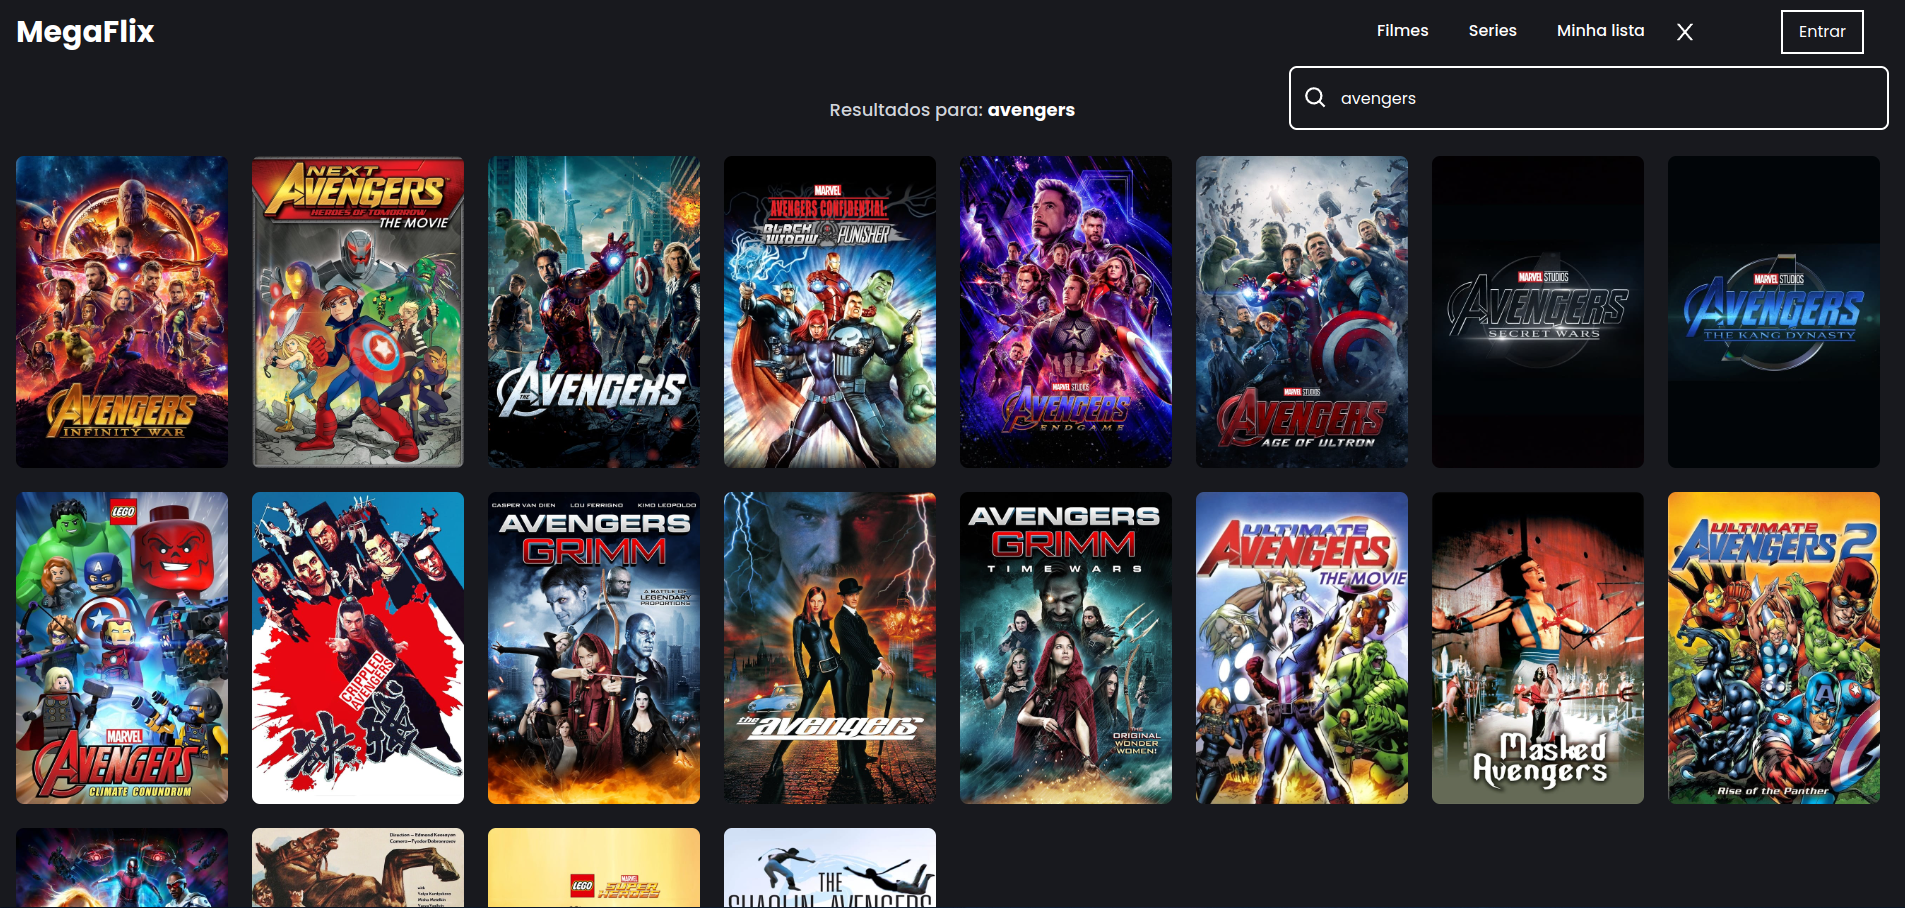 MegaFlix
Filmes
Series
Minha lista
X
Entrar
avengers
Resultados para: avengers
AVENGERS
INFINITY WAR
NEXT
AVENGERS
HEROES OF TOMORROW
THE MOVIE
THE AVENGERS
MARVEL
AVENGERS CONFIDENTIAL:
BLACK WIDOW PUNISHER
MARVEL STUDIOS
AVENGERS
ENDGAME
MARVEL STUDIOS
AVENGERS
AGE OF ULTRON
MARVEL STUDIOS
AVENGERS
SECRET WARS
MARVEL STUDIOS
AVENGERS
THE KANG DYNASTY
LEGO
A
MARVEL
AVENGERS
CLIMATE CONUNDRUM
CRIPPLED
AVENGERS
CASPER VAN DIEN LOU FERRIGNO KIMO LEOPOLDO
AVENGERS
GRIMM
A BATTLE OF
LEGENDARY
PROPORTIONS
the avengers
AVENGERS
GRIMM
TIME WARS
THE
ORIGINAL
WONDER
WOMEN!
ULTIMATE
AVENGERS
THE MOVIE
Masked
Avengers
ULTIMATE
AVENGERS 2
A
Rise of the Panther
Direction – Edmond Keosayan
LEGO MARVEL
SUPER
HEROES
THE
SHAOLIN AVENGERS